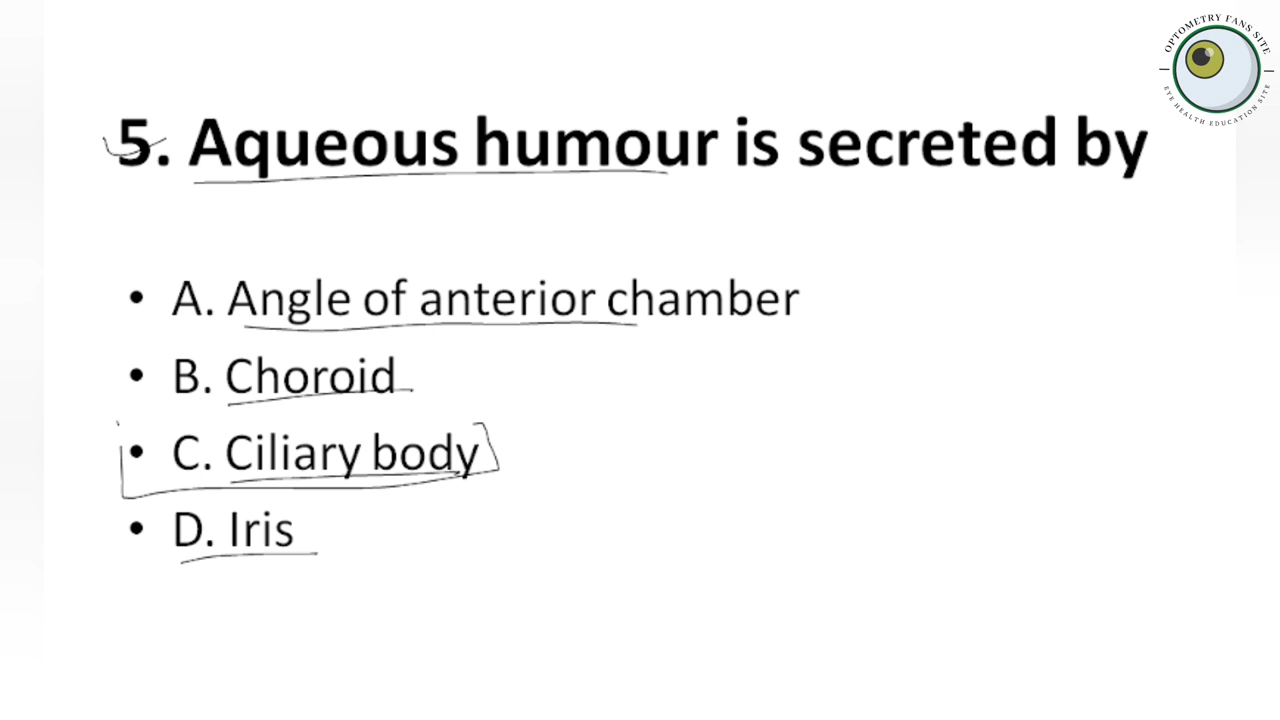 OPTOMETRY FANS SITE
EYE HEALTH EDUCATION SITE
5. Aqueous humour is secreted by
• A. Angle of anterior chamber
• B. Choroid
• C. Ciliary body
• D. Iris